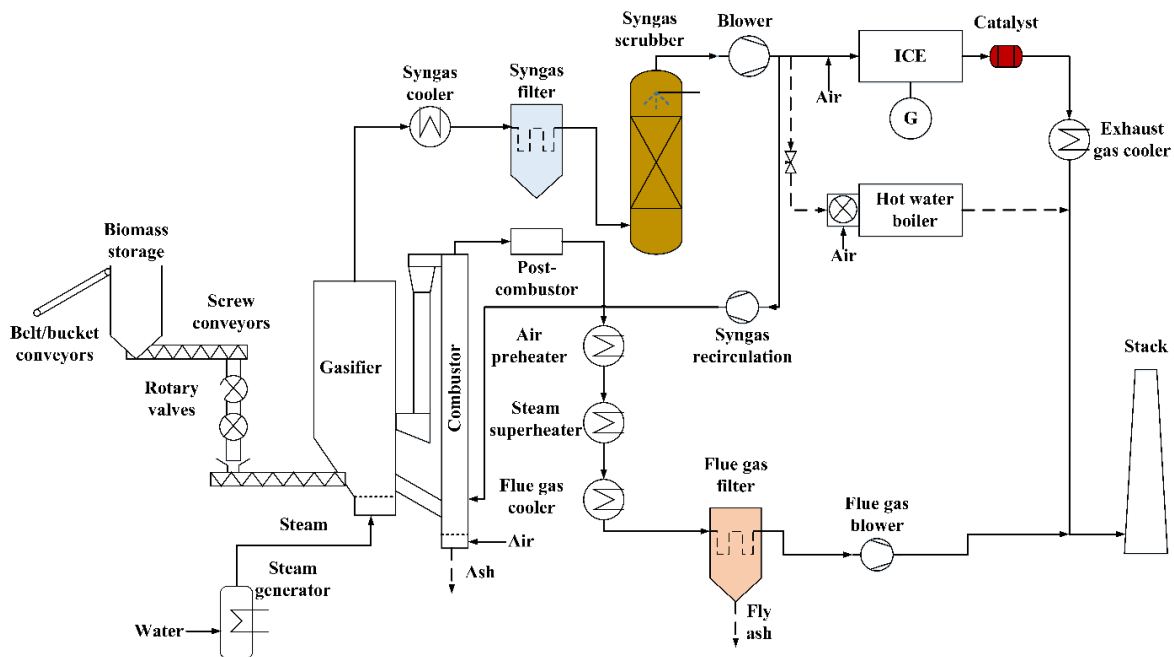 Syngas
scrubber
Blower
Catalyst
Syngas
cooler
Syngas
filter
ICE
Air
G
Exhaust
gas cooler
Hot water
boiler
Air
Biomass
storage
Post-
combustor
Belt/bucket
conveyors
Screw
conveyors
Gasifier
Combustor
Air
preheater
Syngas
recirculation
Stack
Rotary
valves
Steam
superheater
Flue gas
cooler
Flue gas
filter
Flue gas
blower
Steam
Air
Ash
Steam
generator
Water
Fly
ash